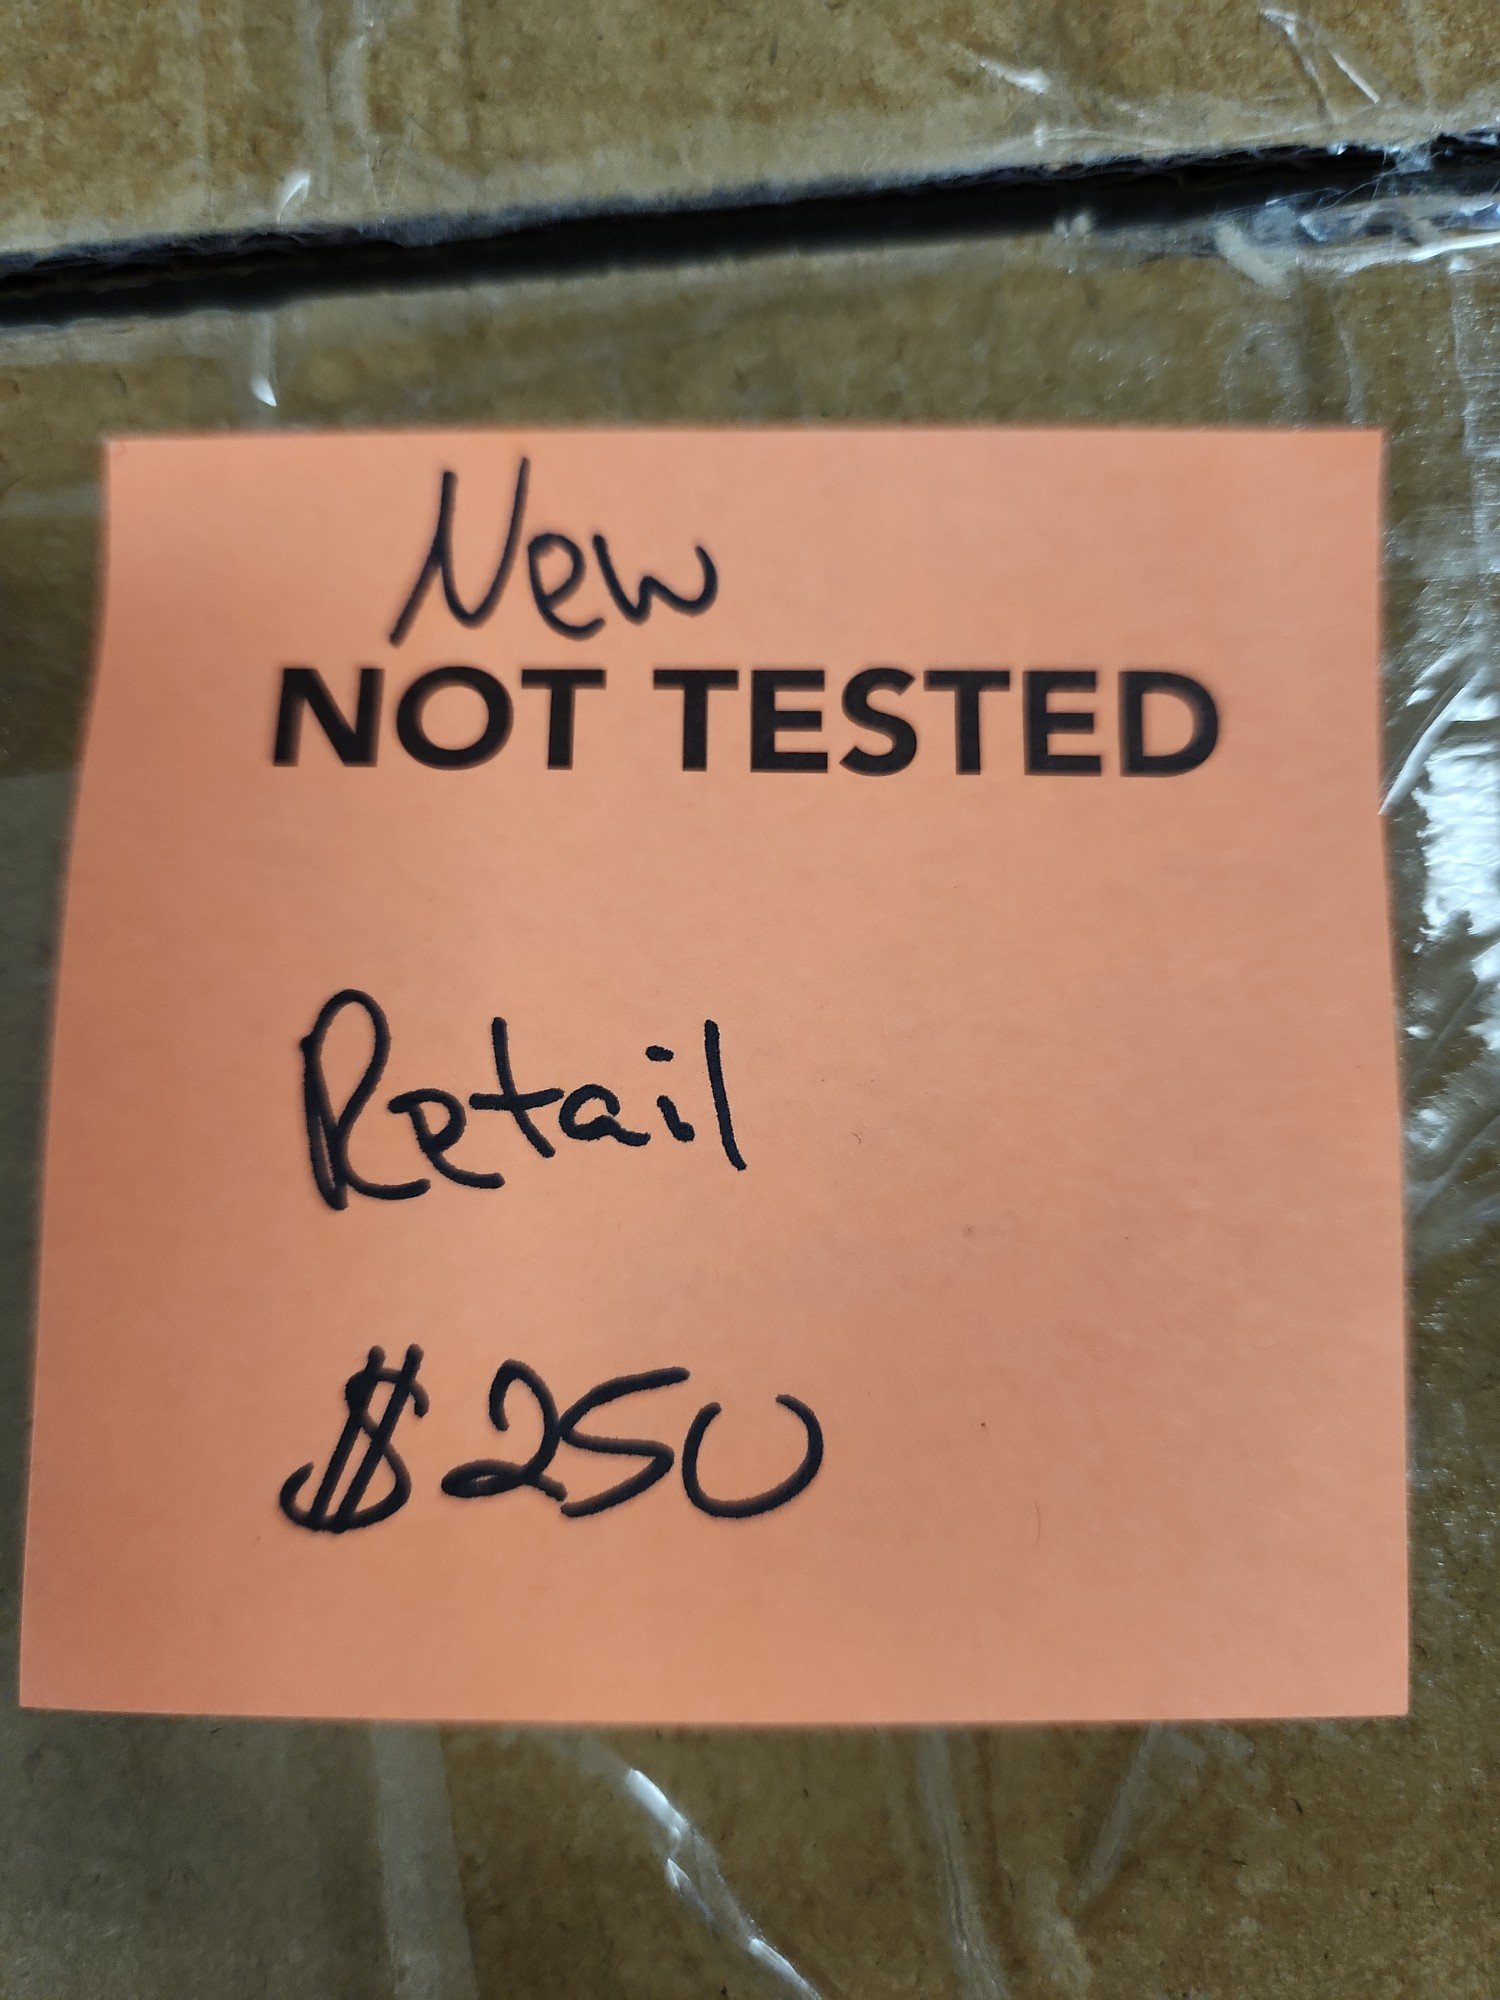 New
NOT TESTED
Retail
$250